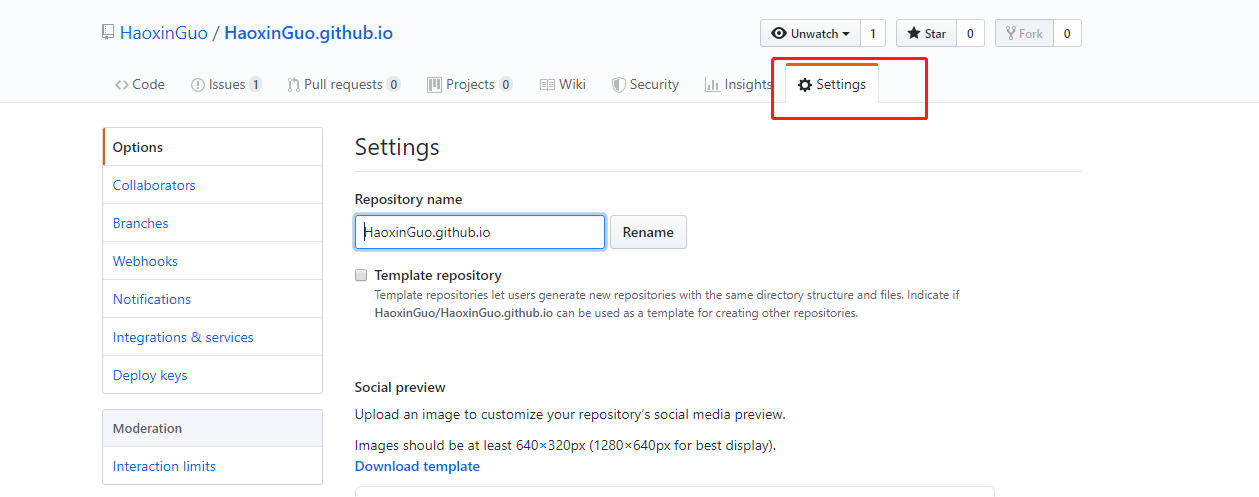 HaoxinGuo / HaoxinGuo.github.io
Unwatch 1 Star 0 Fork 0
Code Issues 1 Pull requests 0 Projects 0 Wiki Security Insights Settings
Options
Collaborators
Branches
Webhooks
Notifications
Integrations & services
Deploy keys
Moderation
Interaction limits
Settings
Repository name
HaoxinGuo.github.io Rename
Template repository
Template repositories let users generate new repositories with the same directory structure and files. Indicate if
HaoxinGuo/HaoxinGuo.github.io can be used as a template for creating other repositories.
Social preview
Upload an image to customize your repository's social media preview.
Images should be at least 640×320px (1280×640px for best display).
Download template